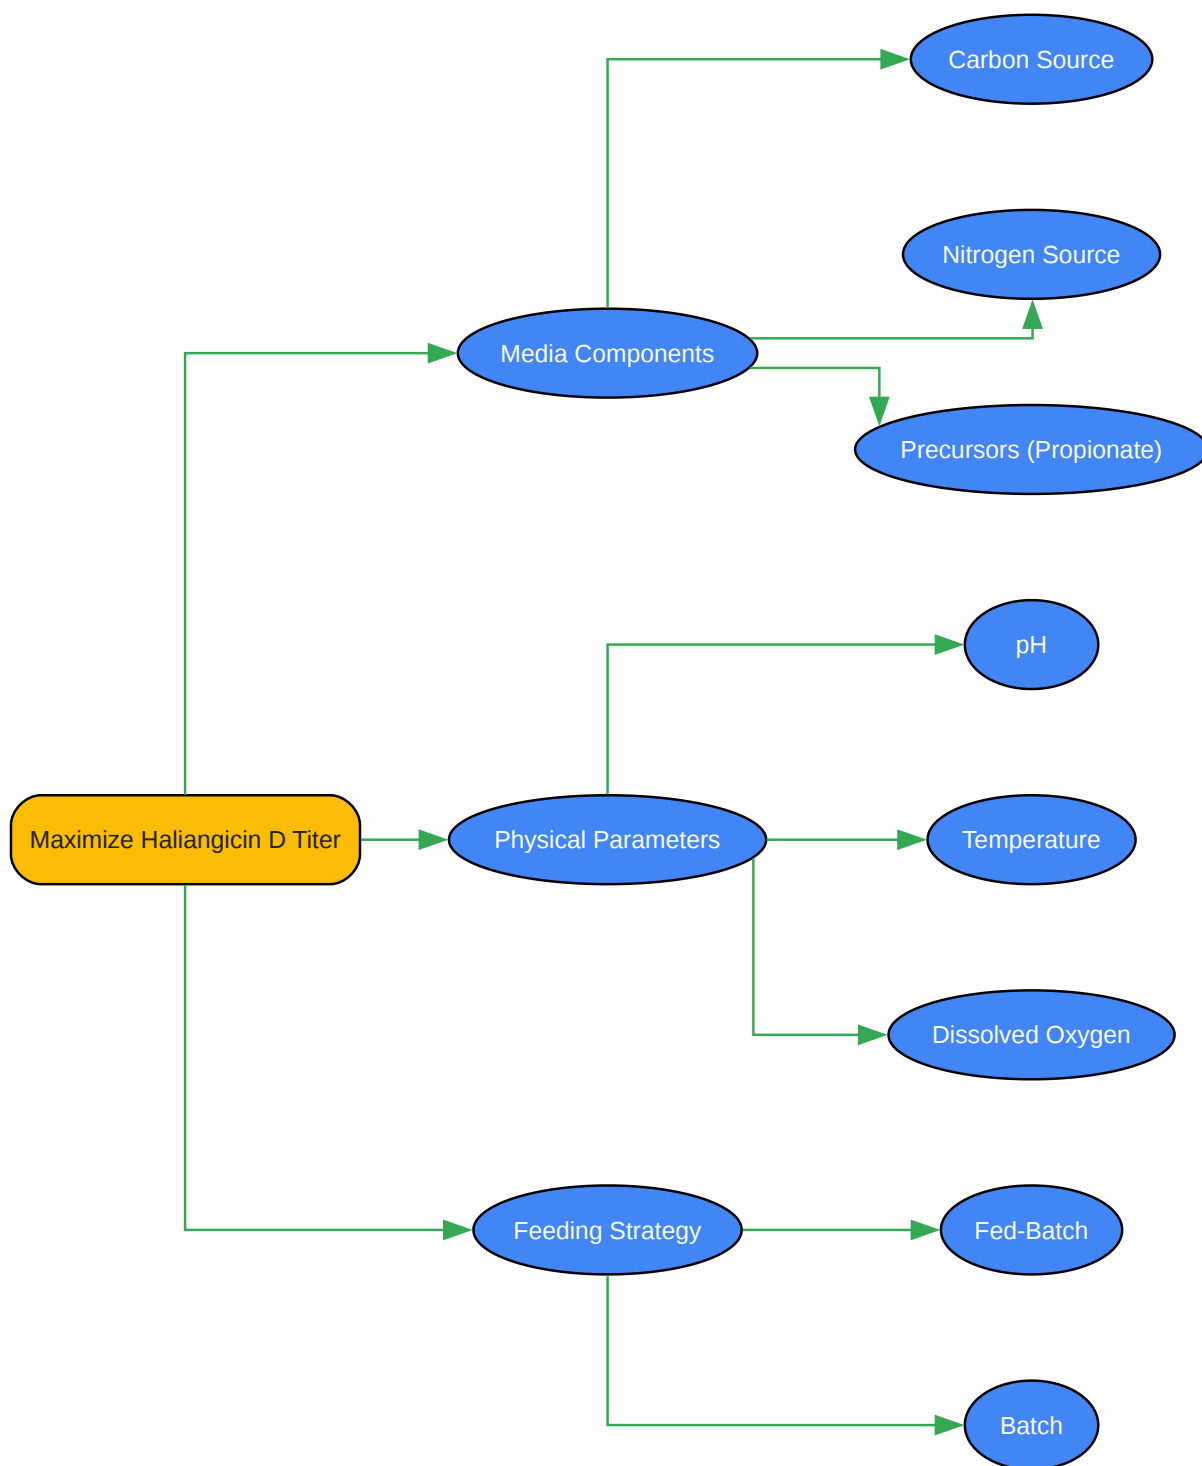 Carbon Source
Nitrogen Source
Media Components
Precursors (Propionate)
pH
Maximize Haliangicin D Titer
Physical Parameters
Temperature
Dissolved Oxygen
Feeding Strategy
Fed-Batch
Batch